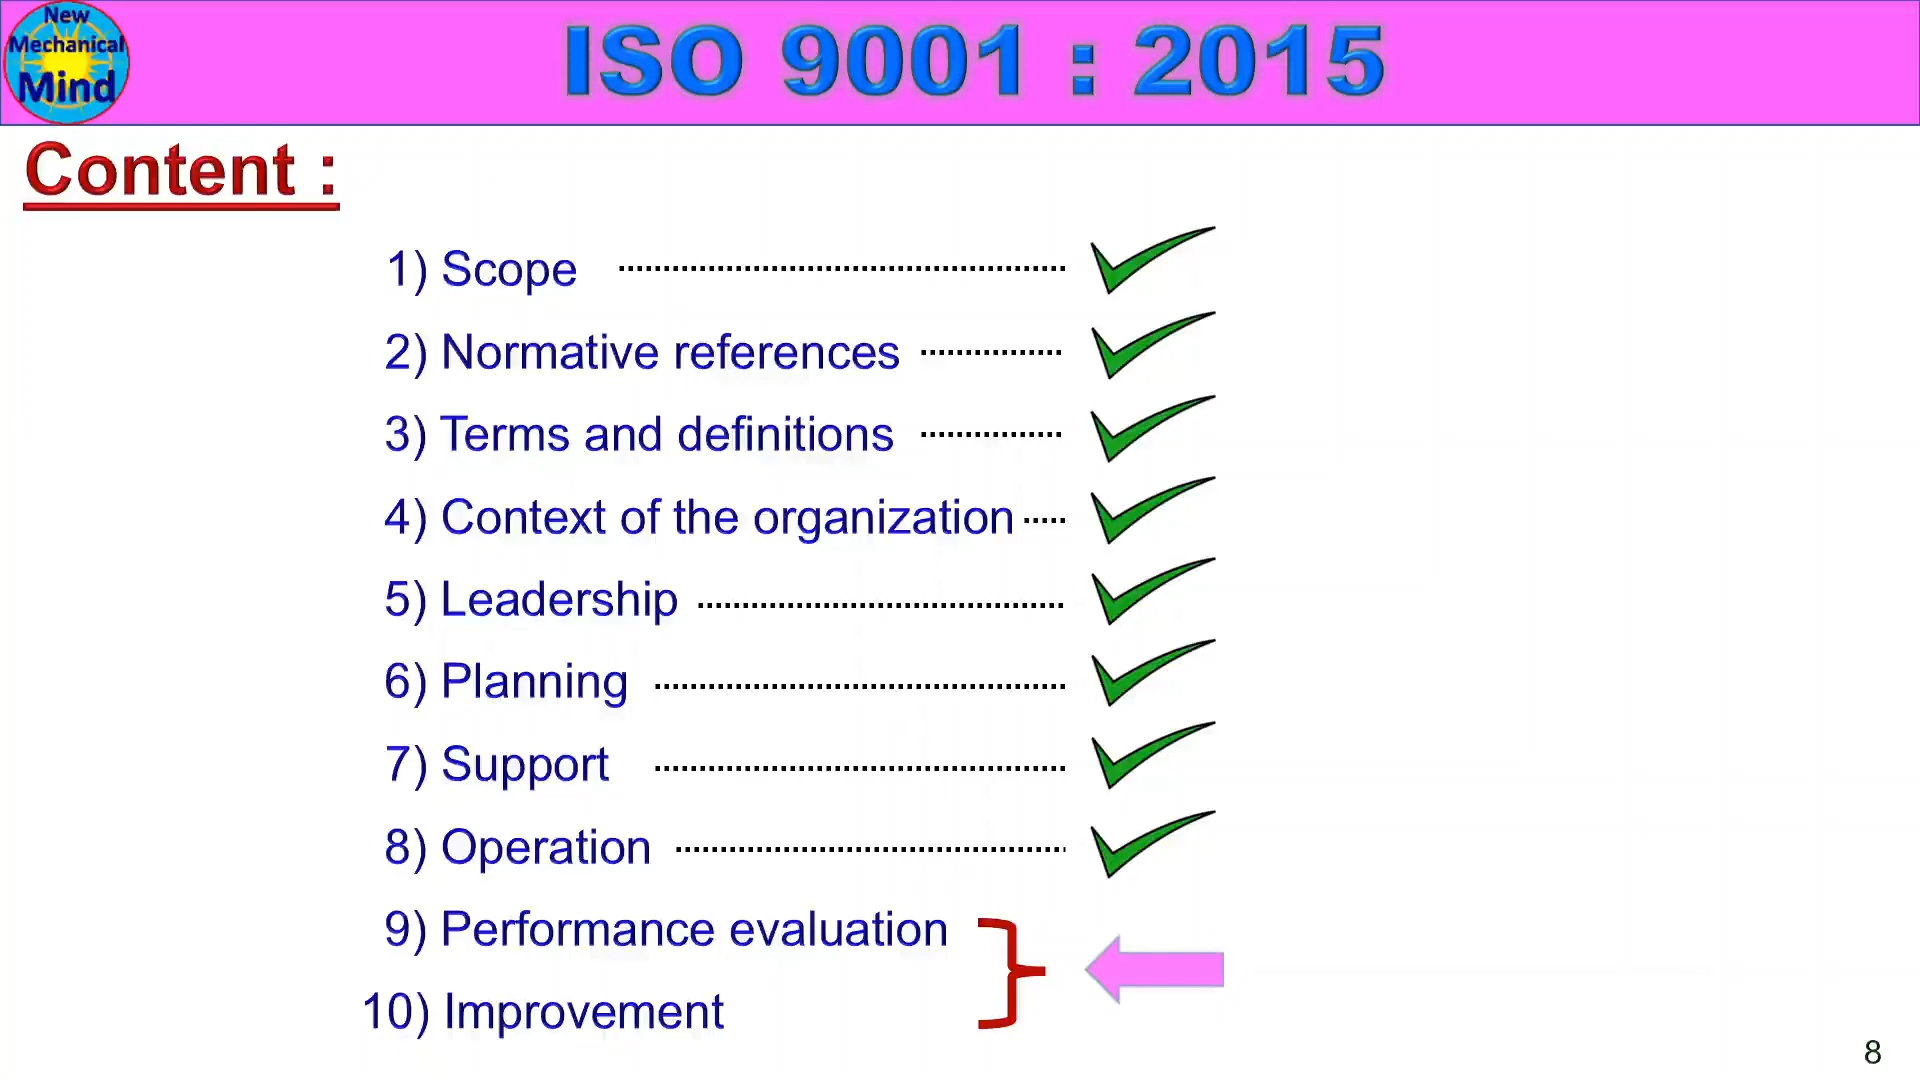 New
Mechanical
Mind
ISO 9001 : 2015
Content :
1) Scope
2) Normative references
3) Terms and definitions
4) Context of the organization
5) Leadership
6) Planning
7) Support
8) Operation
9) Performance evaluation
10) Improvement
8